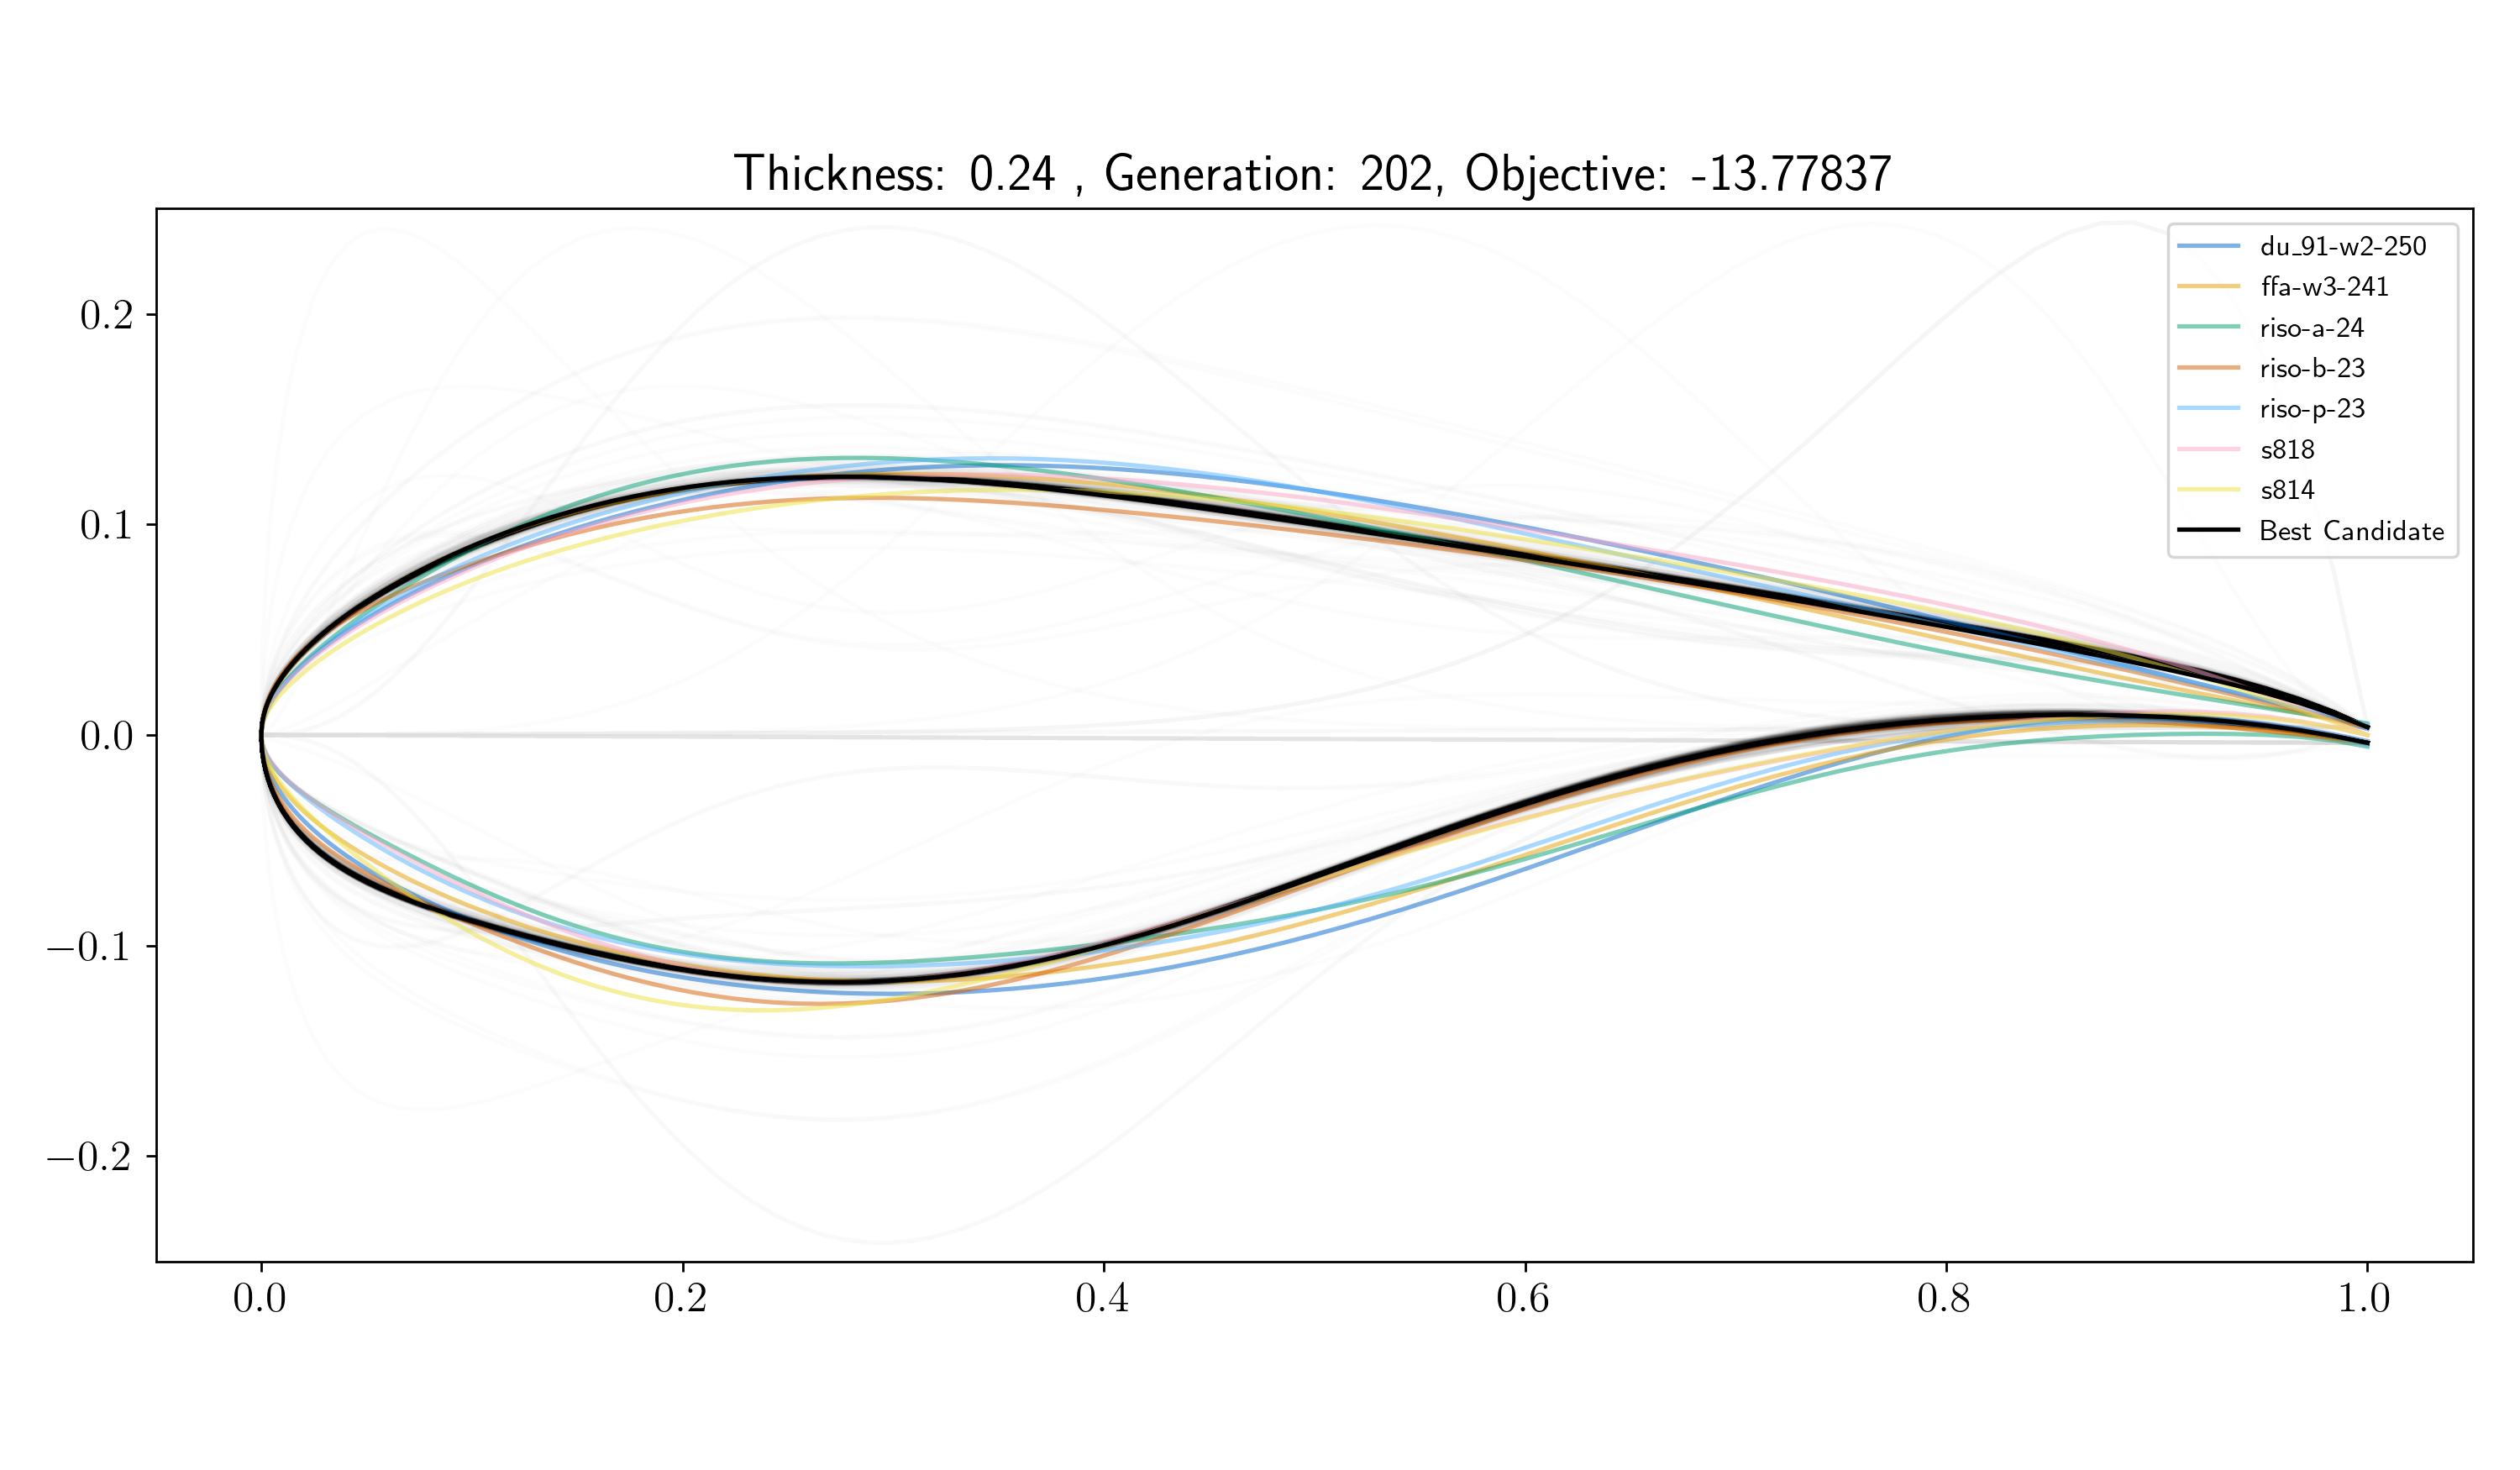 Thickness: 0.24 , Generation: 202, Objective: -13.77837
du_91-w2-250
ffa-w3-241
riso-a-24
riso-b-23
riso-p-23
s818
s814
Best Candidate
0.2
0.1
0.0
−0.1
−0.2
0.0 0.2 0.4 0.6 0.8 1.0